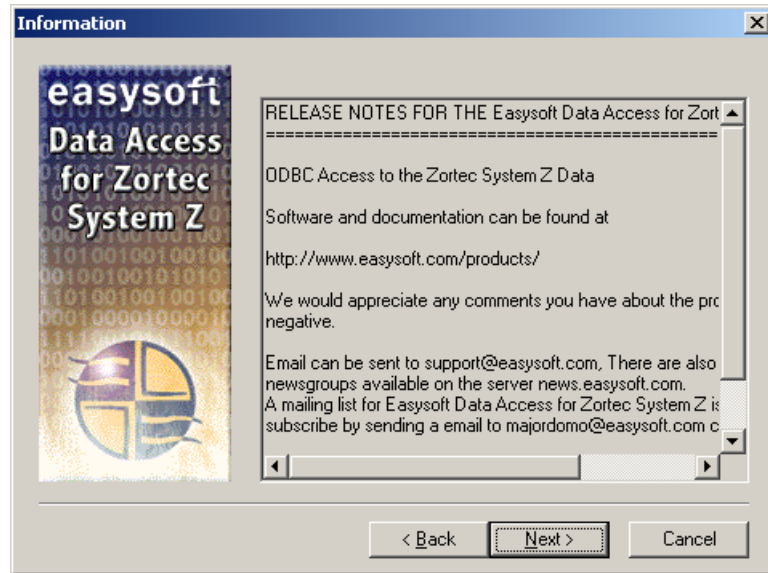 Information
easysoft
Data Access
for Zortec
System Z
RELEASE NOTES FOR THE Easysoft Data Access for Zort
================================================
ODBC Access to the Zortec System Z Data
Software and documentation can be found at
http://www.easysoft.com/products/
We would appreciate any comments you have about the pro
negative.
Email can be sent to support@easysoft.com, There are also
newsgroups available on the server news.easysoft.com.
A mailing list for Easysoft Data Access for Zortec System Z is
subscribe by sending a email to majordomo@easysoft.com c
< Back
Next >
Cancel